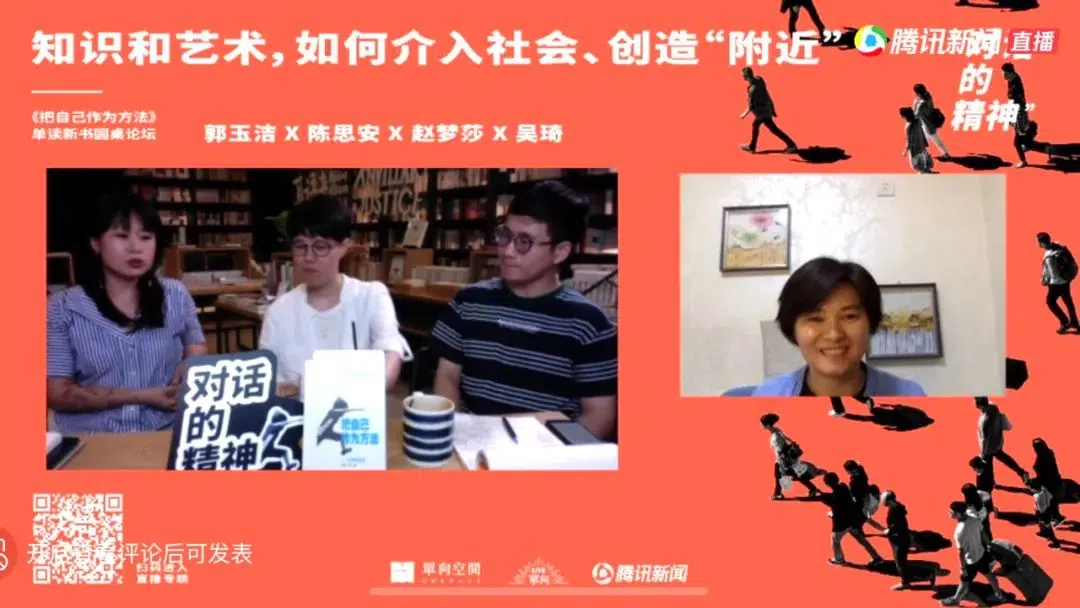 知识和艺术，如何介入社会、创造“附近”
腾讯新闻 直播
对话
的
精神”
《把自己作为方法》
单读新书圆桌论坛
郭玉洁 X 陈思安 X 赵梦莎 X 吴琦
JUSTICE
对话
的
精神
把自己
作为方法
评论后可发表
扫码进入
直播专题
單向空間
LIVE
單向
腾讯新闻